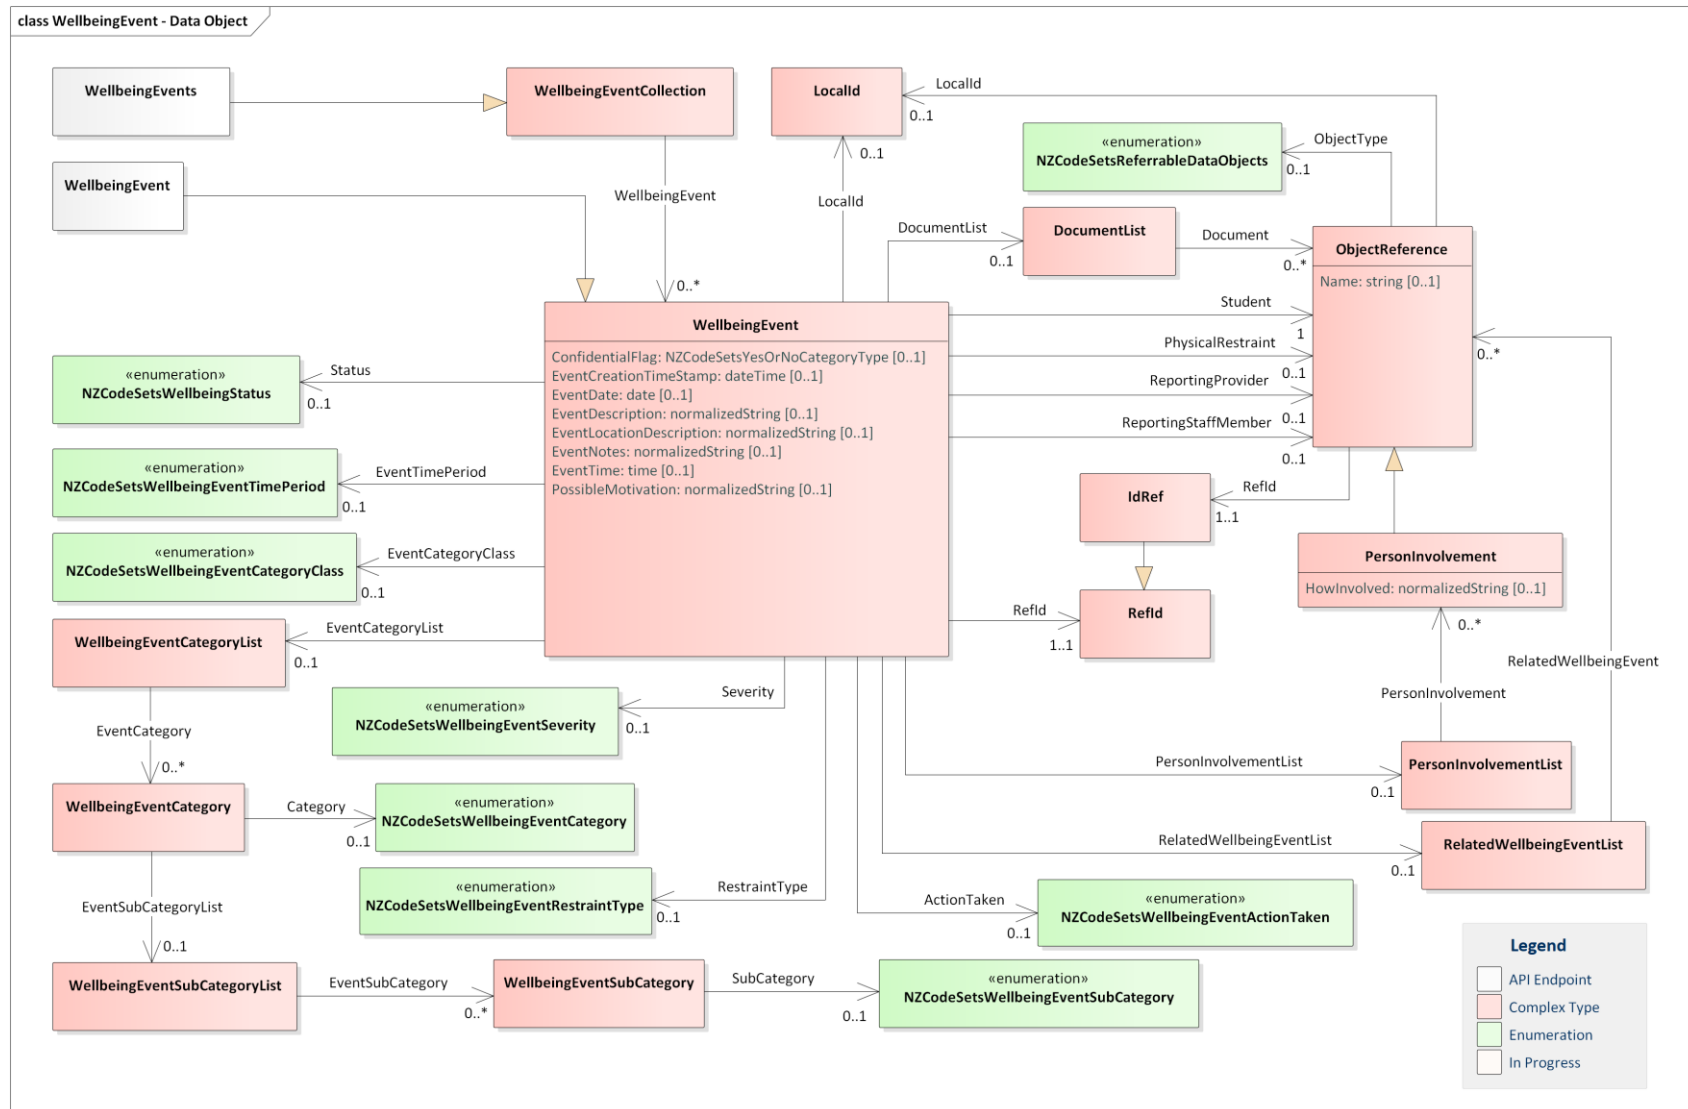 class WellbeingEvent - Data Object
WellbeingEvents
WellbeingEventCollection
LocalId
LocalId
0..1
0..1
«enumeration»
NZCodeSetsReferrableDataObjects
ObjectType
0..1
WellbeingEvent
WellbeingEvent
0..*
LocalId
DocumentList
0..1
DocumentList
Document
0..*
ObjectReference
Name: string [0..1]
Student
1
PhysicalRestraint
0..1
ReportingProvider
0..1
ReportingStaffMember
0..1
0..*
WellbeingEvent
ConfidentialFlag: NZCodeSetsYesOrNoCategoryType [0..1]
EventCreationTimeStamp: dateTime [0..1]
EventDate: date [0..1]
EventDescription: normalizedString [0..1]
EventLocationDescription: normalizedString [0..1]
EventNotes: normalizedString [0..1]
EventTime: time [0..1]
PossibleMotivation: normalizedString [0..1]
«enumeration»
NZCodeSetsWellbeingStatus
Status
0..1
«enumeration»
NZCodeSetsWellbeingEventTimePeriod
EventTimePeriod
0..1
«enumeration»
NZCodeSetsWellbeingEventCategoryClass
EventCategoryClass
0..1
IdRef
RefId
1..1
RefId
RefId
1..1
PersonInvolvement
HowInvolved: normalizedString [0..1]
0..*
PersonInvolvement
RelatedWellbeingEvent
WellbeingEventCategoryList
EventCategoryList
0..1
EventCategory
0..*
«enumeration»
NZCodeSetsWellbeingEventSeverity
Severity
0..1
PersonInvolvementList
0..1
PersonInvolvementList
WellbeingEventCategory
Category
0..1
«enumeration»
NZCodeSetsWellbeingEventCategory
RelatedWellbeingEventList
0..1
RelatedWellbeingEventList
«enumeration»
NZCodeSetsWellbeingEventRestraintType
RestraintType
0..1
ActionTaken
0..1
«enumeration»
NZCodeSetsWellbeingEventActionTaken
EventSubCategoryList
0..1
WellbeingEventSubCategoryList
EventSubCategory
0..*
WellbeingEventSubCategory
SubCategory
0..1
«enumeration»
NZCodeSetsWellbeingEventSubCategory
Legend
API Endpoint
Complex Type
Enumeration
In Progress